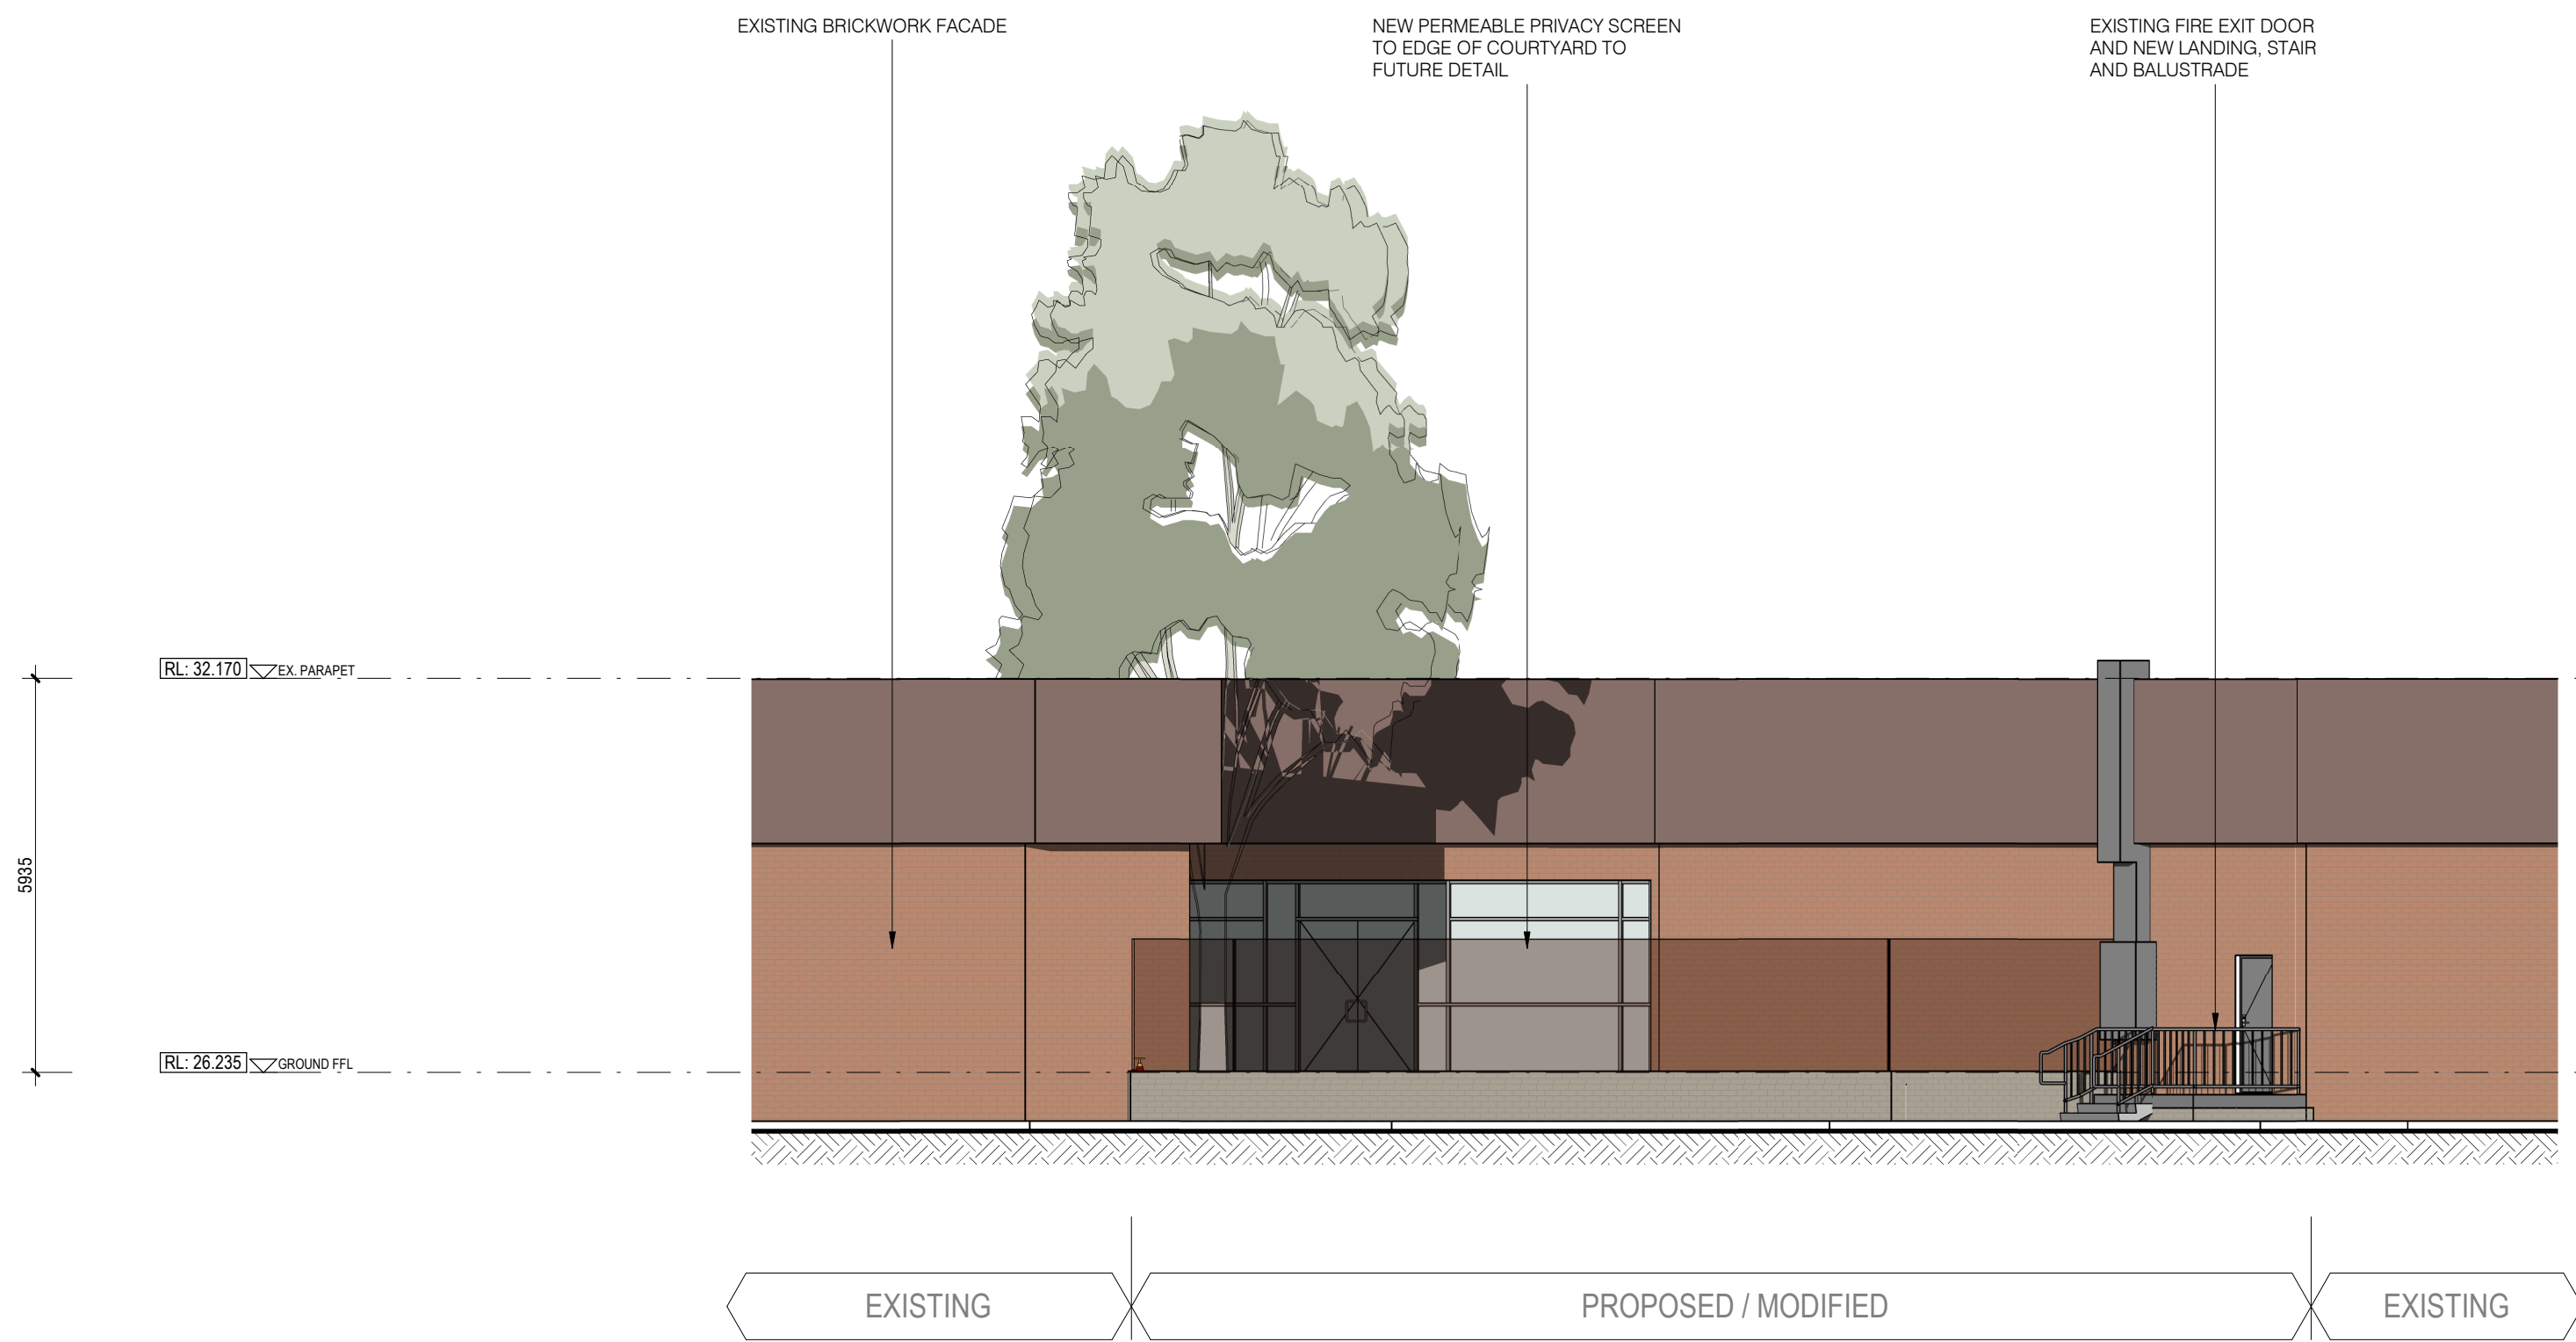 EXISTING BRICKWORK FACADE
NEW PERMEABLE PRIVACY SCREEN
TO EDGE OF COURTYARD TO
FUTURE DETAIL
EXISTING FIRE EXIT DOOR
AND NEW LANDING, STAIR
AND BALUSTRADE
RL: 32.170 EX. PARAPET
5935
RL: 26.235 GROUND FFL
EXISTING
PROPOSED / MODIFIED
EXISTING